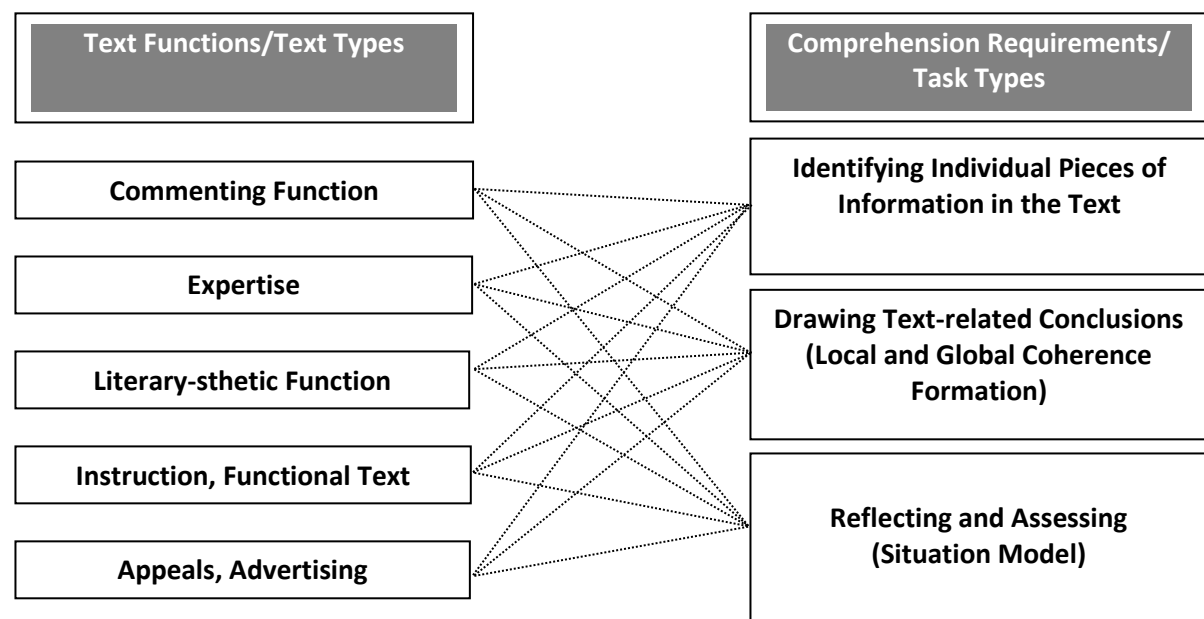 Text Functions/Text Types
Commenting Function
Expertise
Literary-sthetic Function
Instruction, Functional Text
Appeals, Advertising
Comprehension Requirements/
Task Types
Identifying Individual Pieces of
Information in the Text
Drawing Text-related Conclusions
(Local and Global Coherence
Formation)
Reflecting and Assessing
(Situation Model)